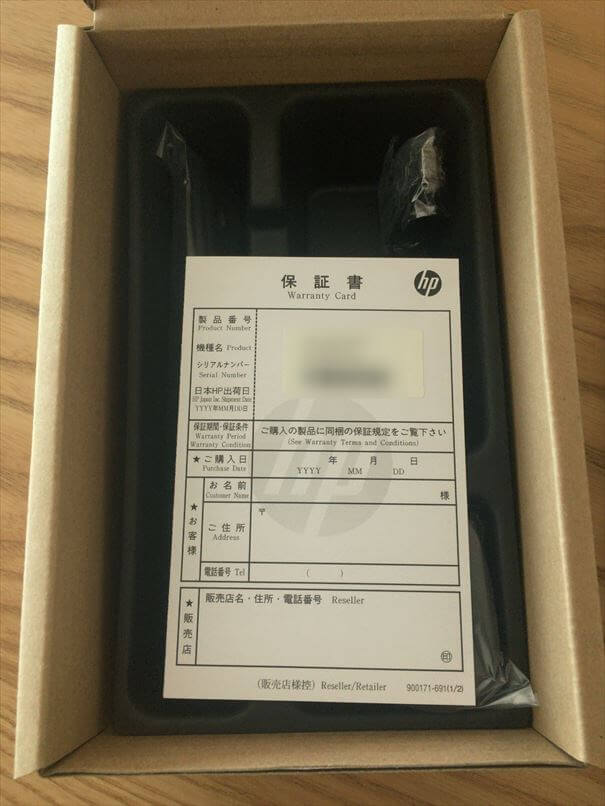 保証書
Warranty Card
hp
製品番号
Product Number
機種名 Product
シリアルナンバー
Serial Number
日本HP出荷日
HP Japan Inc. Shipment Date
YYYY年MM月DD日
保証期間・保証条件
Warranty Period
Warranty Condition
ご購入の製品に同梱の保証規定をご覧下さい
(See Warranty Terms and Conditions)
★ご購入日
Purchase Date
年 月 日
YYYY MM DD
★お客様
お名前
Customer Name
様
ご住所
Address
〒
電話番号 Tel
( )
★販売店
販売店名・住所・電話番号 Reseller
印
(販売店様控) Reseller/Retailer
900171-691(1/2)
hp